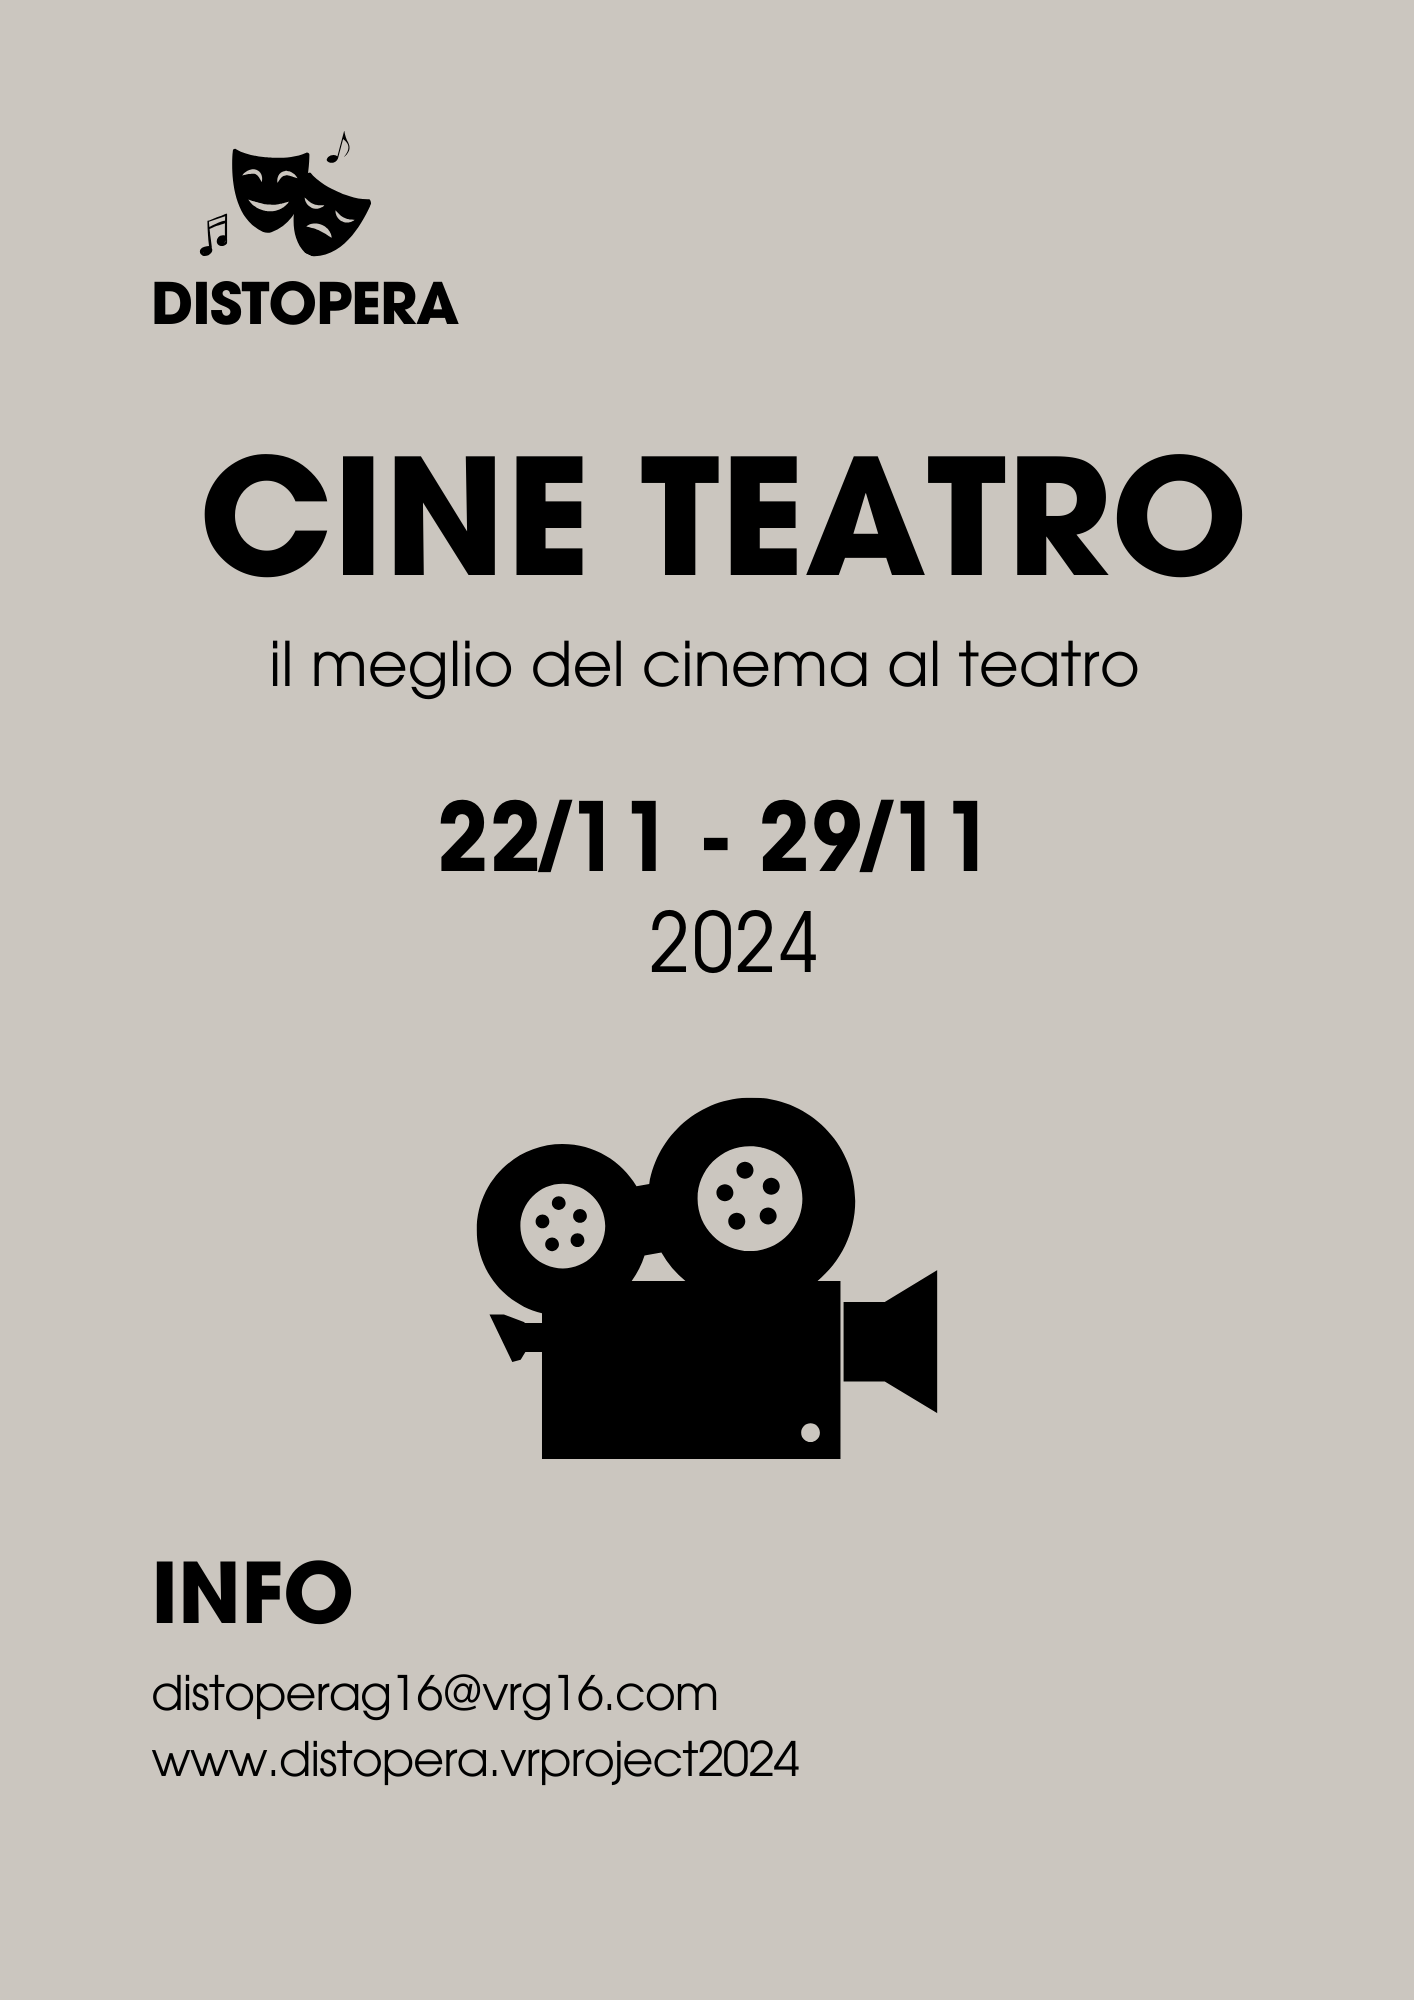 DISTOPERA
CINE TEATRO
il meglio del cinema al teatro
22/11 - 29/11
2024
INFO
distoperag16@vrg16.com
www.distopera.vrproject2024